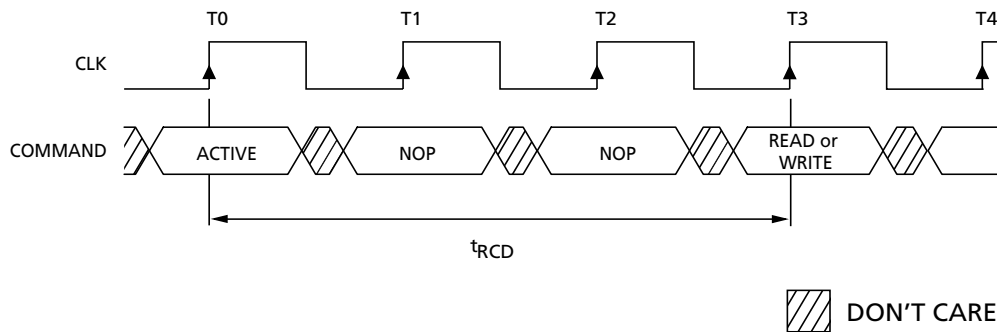 T0 T1 T2 T3 T4
CLK
COMMAND ACTIVE NOP NOP READ or
WRITE
tRCD
DON'T CARE